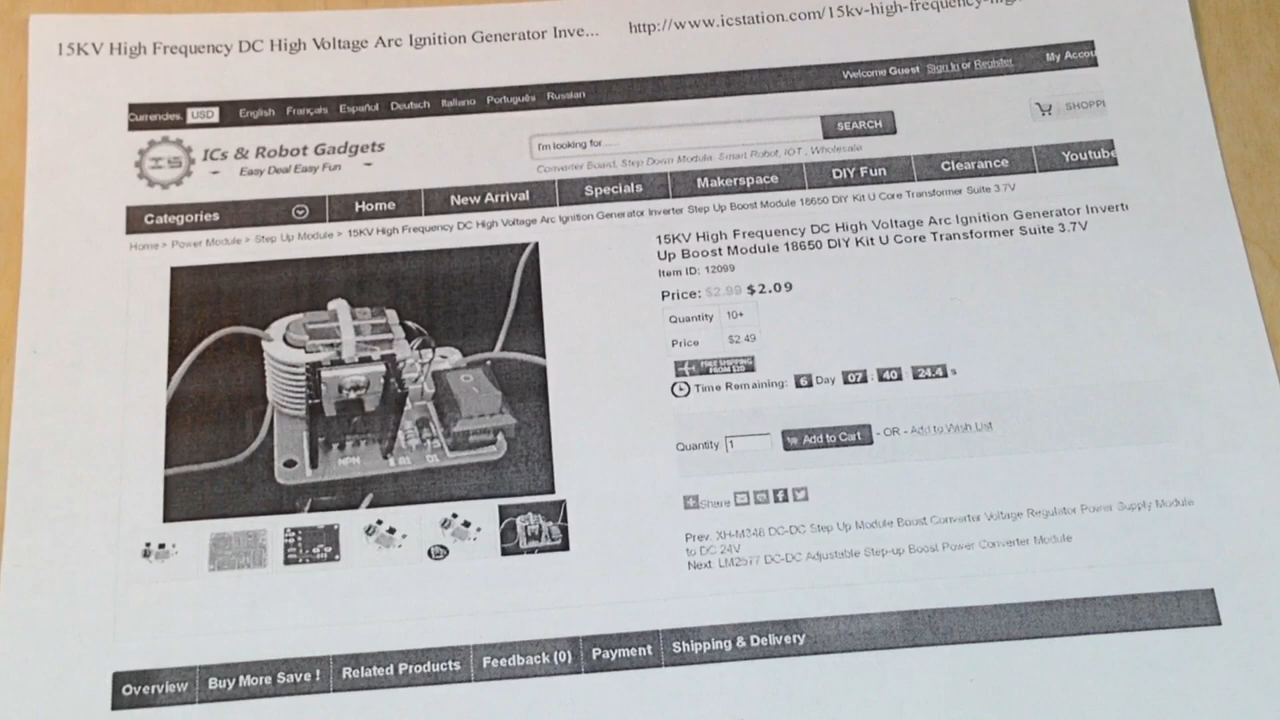 15KV High Frequency DC High Voltage Arc Ignition Generator Inve... http://www.icstation.com/15kv-high-frequency-hig
Currencies. USD English Français Español Deutsch Italiano Português Russian Welcome Guest Sign In or Register My Accou
ICs & Robot Gadgets
Easy Deal Easy Fun
I'm looking for...... SEARCH SHOPPI
Converter Board, Step Down Module, Smart Robot, IOT, Wholesale
Categories Home New Arrival Specials Makerspace DIY Fun Clearance Youtube
Home > Power Module > Step Up Module > 15KV High Frequency DC High Voltage Arc Ignition Generator Inverter Step Up Boost Module 18650 DIY Kit U Core Transformer Suite 3.7V
15KV High Frequency DC High Voltage Arc Ignition Generator Inverte
Up Boost Module 18650 DIY Kit U Core Transformer Suite 3.7V
Item ID: 12099
Price: $2.99 $2.09
Quantity 10+
Price $2.49
FREE SHIPPING
FROM $20
Time Remaining: 6 Day 07 : 40 : 24.4 s
Quantity 1 Add to Cart - OR - Add to Wish List
Share
Prev: XH-M348 DC-DC Step Up Module Boost Converter Voltage Regulator Power Supply Module
to DC 24V
Next: LM2577 DC-DC Adjustable Step-up Boost Power Converter Module
Overview Buy More Save ! Related Products Feedback (0) Payment Shipping & Delivery